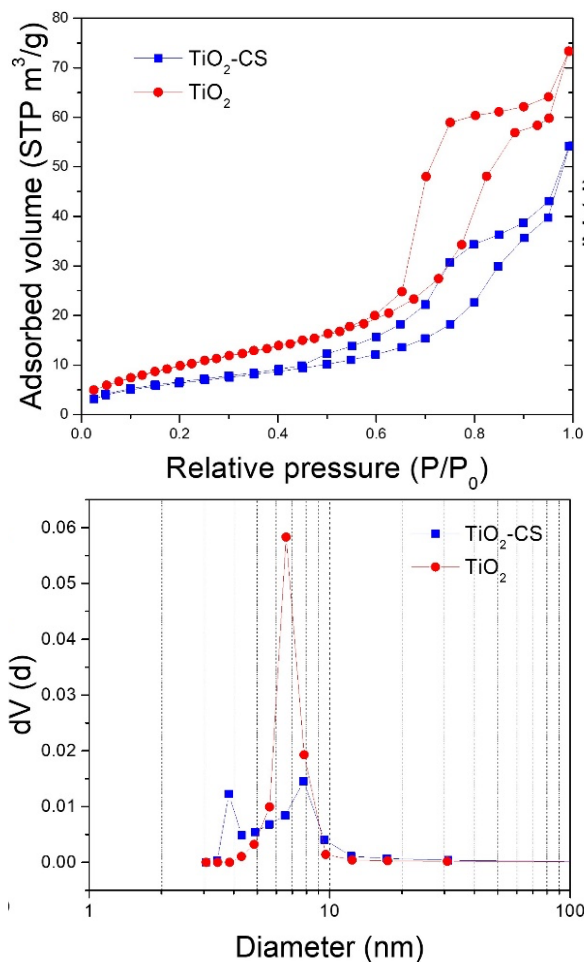 80
70
60
50
40
30
20
10
0
0.0 0.2 0.4 0.6 0.8 1.0
Adsorbed volume (STP m³/g)
TiO₂-CS
TiO₂
Relative pressure (P/P₀)
0.06
0.05
0.04
0.03
0.02
0.01
0.00
1 10 100
dV (d)
TiO₂-CS
TiO₂
Diameter (nm)